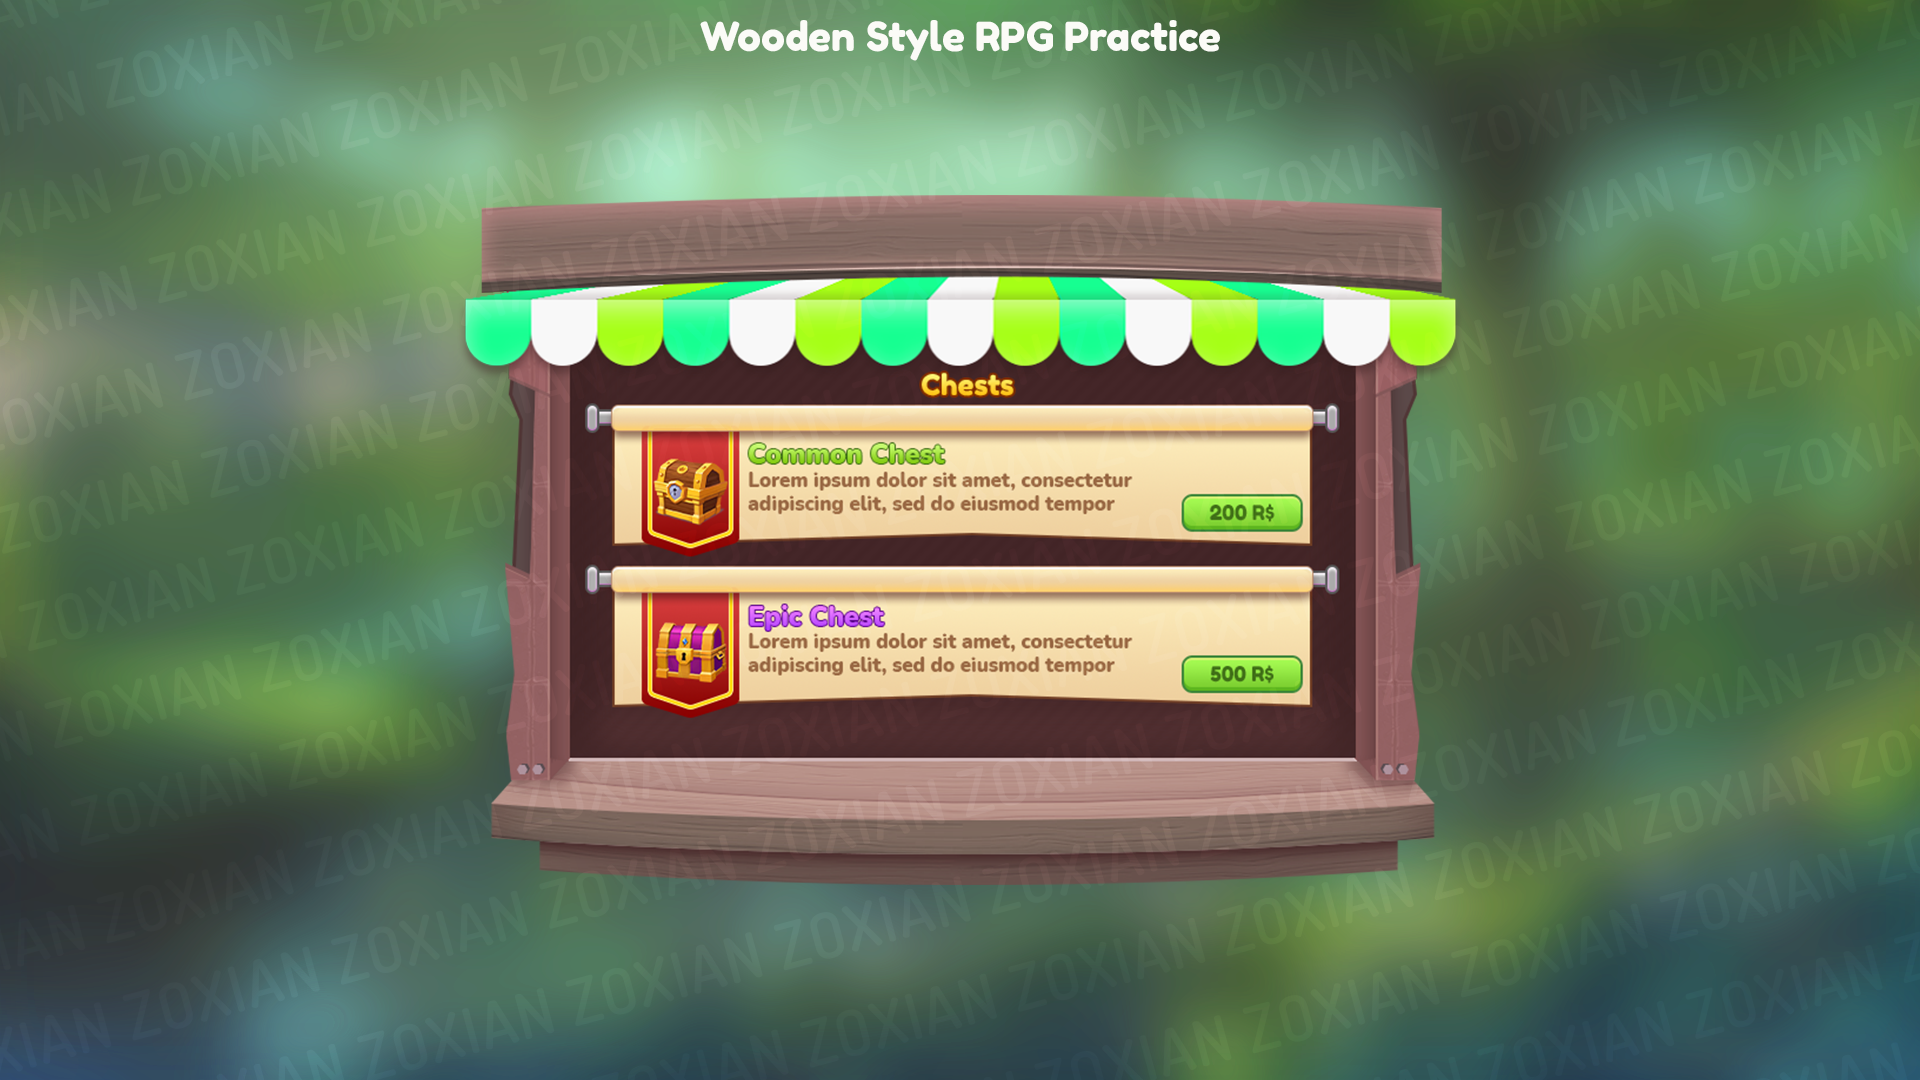 Wooden Style RPG Practice
Chests
Common Chest
Lorem ipsum dolor sit amet, consectetur
adipiscing elit, sed do eiusmod tempor
200 R$
Epic Chest
Lorem ipsum dolor sit amet, consectetur
adipiscing elit, sed do eiusmod tempor
500 R$
ZOXIAN